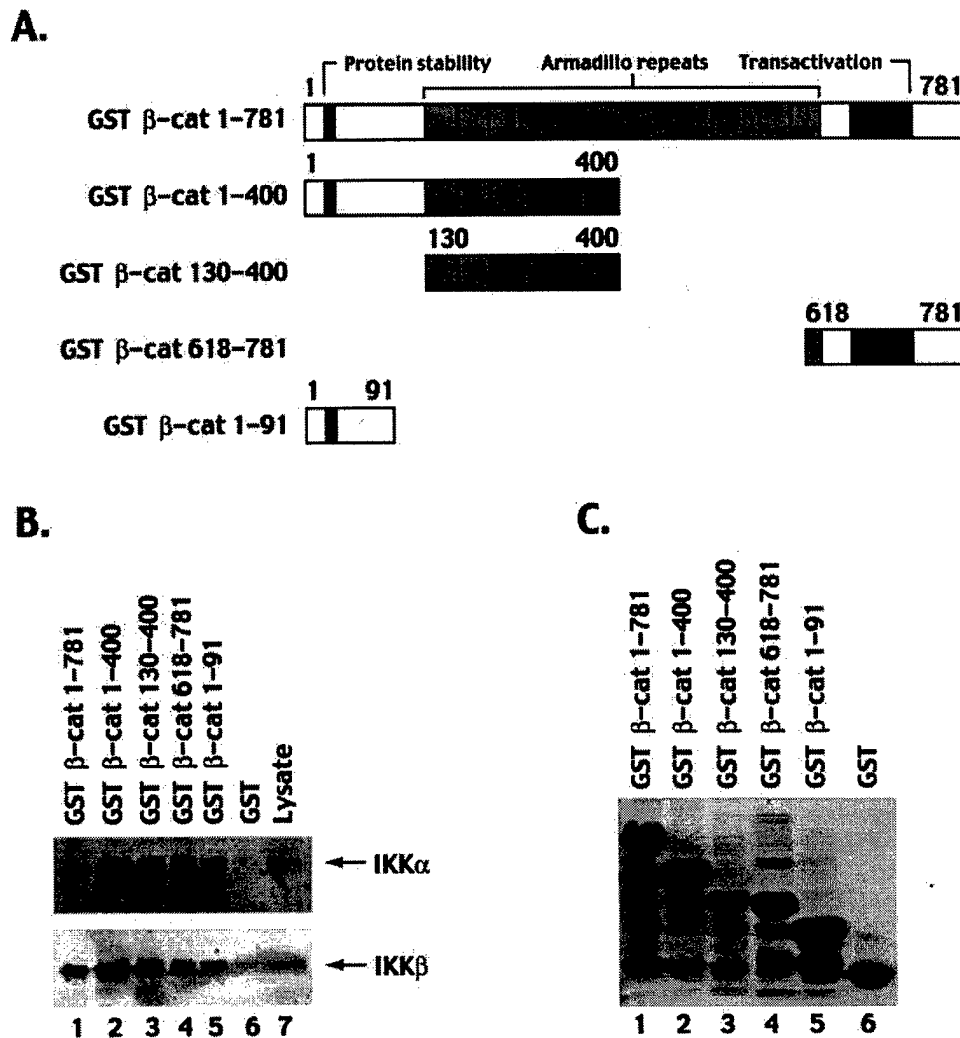 A.
Protein stability Armadillo repeats Transactivation
1 781
GST β-cat 1-781
1 400
GST β-cat 1-400
130 400
GST β-cat 130-400
618 781
GST β-cat 618-781
1 91
GST β-cat 1-91
B.
GST β-cat 1-781
GST β-cat 1-400
GST β-cat 130-400
GST β-cat 618-781
GST β-cat 1-91
GST
Lysate
IKKα
IKKβ
1 2 3 4 5 6 7
C.
GST β-cat 1-781
GST β-cat 1-400
GST β-cat 130-400
GST β-cat 618-781
GST β-cat 1-91
GST
1 2 3 4 5 6